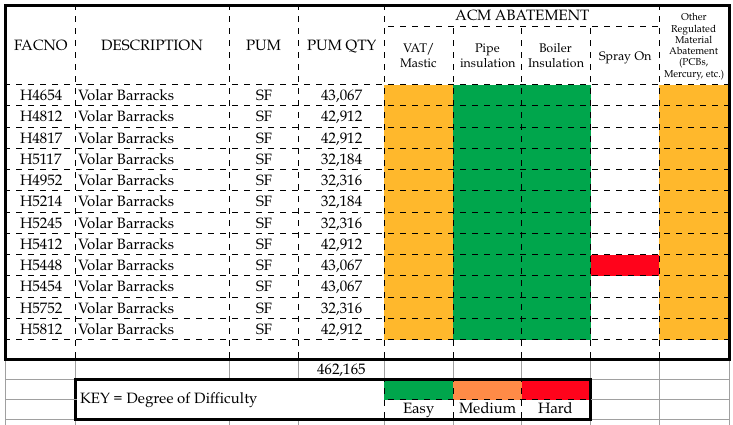 ACM ABATEMENT
FACNO DESCRIPTION PUM PUM QTY VAT/ Mastic Pipe insulation Boiler Insulation Spray On Other Regulated Material Abatement (PCBs, Mercury, etc.)
H4654 Volar Barracks SF 43,067
H4812 Volar Barracks SF 42,912
H4817 Volar Barracks SF 42,912
H5117 Volar Barracks SF 32,184
H4952 Volar Barracks SF 32,316
H5214 Volar Barracks SF 32,184
H5245 Volar Barracks SF 32,316
H5412 Volar Barracks SF 42,912
H5448 Volar Barracks SF 43,067
H5454 Volar Barracks SF 43,067
H5752 Volar Barracks SF 32,316
H5812 Volar Barracks SF 42,912
462,165
KEY = Degree of Difficulty
Easy Medium Hard